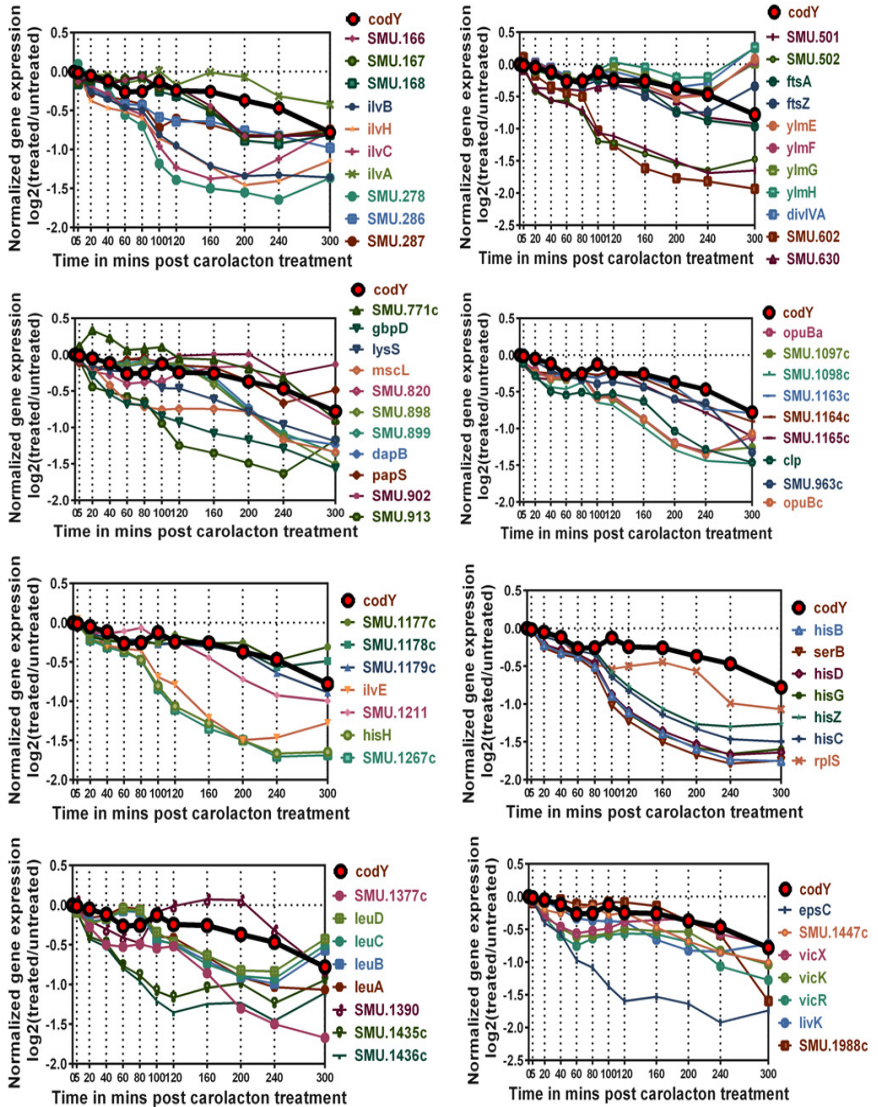 Normalized gene expression
log2(treated/untreated)
0.5
0.0
-0.5
-1.0
-1.5
-2.0
05 20 40 60 80 100120 160 200 240 300
Time in mins post carolacton treatment
codY
SMU.166
SMU.167
SMU.168
ilvB
ilvH
ilvC
ilvA
SMU.278
SMU.286
SMU.287
Normalized gene expression
log2(treated/untreated)
0.5
0.0
-0.5
-1.0
-1.5
-2.0
-2.5
05 20 40 60 80 100120 160 200 240 300
Time in mins post carolacton treatment
codY
SMU.501
SMU.502
ftsA
ftsZ
ylmE
ylmF
ylmG
ylmH
divIVA
SMU.602
SMU.630
Normalized gene expression
log2(treated/untreated)
0.5
0.0
-0.5
-1.0
-1.5
-2.0
05 20 40 60 80 100120 160 200 240 300
Time in mins post carolacton treatment
codY
SMU.771c
gbpD
lysS
mscL
SMU.820
SMU.898
SMU.899
dapB
papS
SMU.902
SMU.913
Normalized gene expression
log2(treated/untreated)
0.5
0.0
-0.5
-1.0
-1.5
-2.0
05 20 40 60 80 100120 160 200 240 300
Time in mins post carolacton treatment
codY
opuBa
SMU.1097c
SMU.1098c
SMU.1163c
SMU.1164c
SMU.1165c
clp
SMU.963c
opuBc
Normalized gene expression
log2(treated/untreated)
0.5
0.0
-0.5
-1.0
-1.5
-2.0
05 20 40 60 80 100120 160 200 240 300
Time in mins post carolacton treatment
codY
SMU.1177c
SMU.1178c
SMU.1179c
ilvE
SMU.1211
hisH
SMU.1267c
Normalized gene expression
log2(treated/untreated)
0.5
0.0
-0.5
-1.0
-1.5
-2.0
05 20 40 60 80 100120 160 200 240 300
Time in mins post carolacton treatment
codY
hisB
serB
hisD
hisG
hisZ
hisC
rplS
Normalized gene expression
log2(treated/untreated)
0.5
0.0
-0.5
-1.0
-1.5
-2.0
05 20 40 60 80 100120 160 200 240 300
Time in mins post carolacton treatment
codY
SMU.1377c
leuD
leuC
leuB
leuA
SMU.1390
SMU.1435c
SMU.1436c
Normalized gene expression
log2(treated/untreated)
0.5
0.0
-0.5
-1.0
-1.5
-2.0
-2.5
05 20 40 60 80 100120 160 200 240 300
Time in mins post carolacton treatment
codY
epsC
SMU.1447c
vicX
vicK
vicR
livK
SMU.1988c